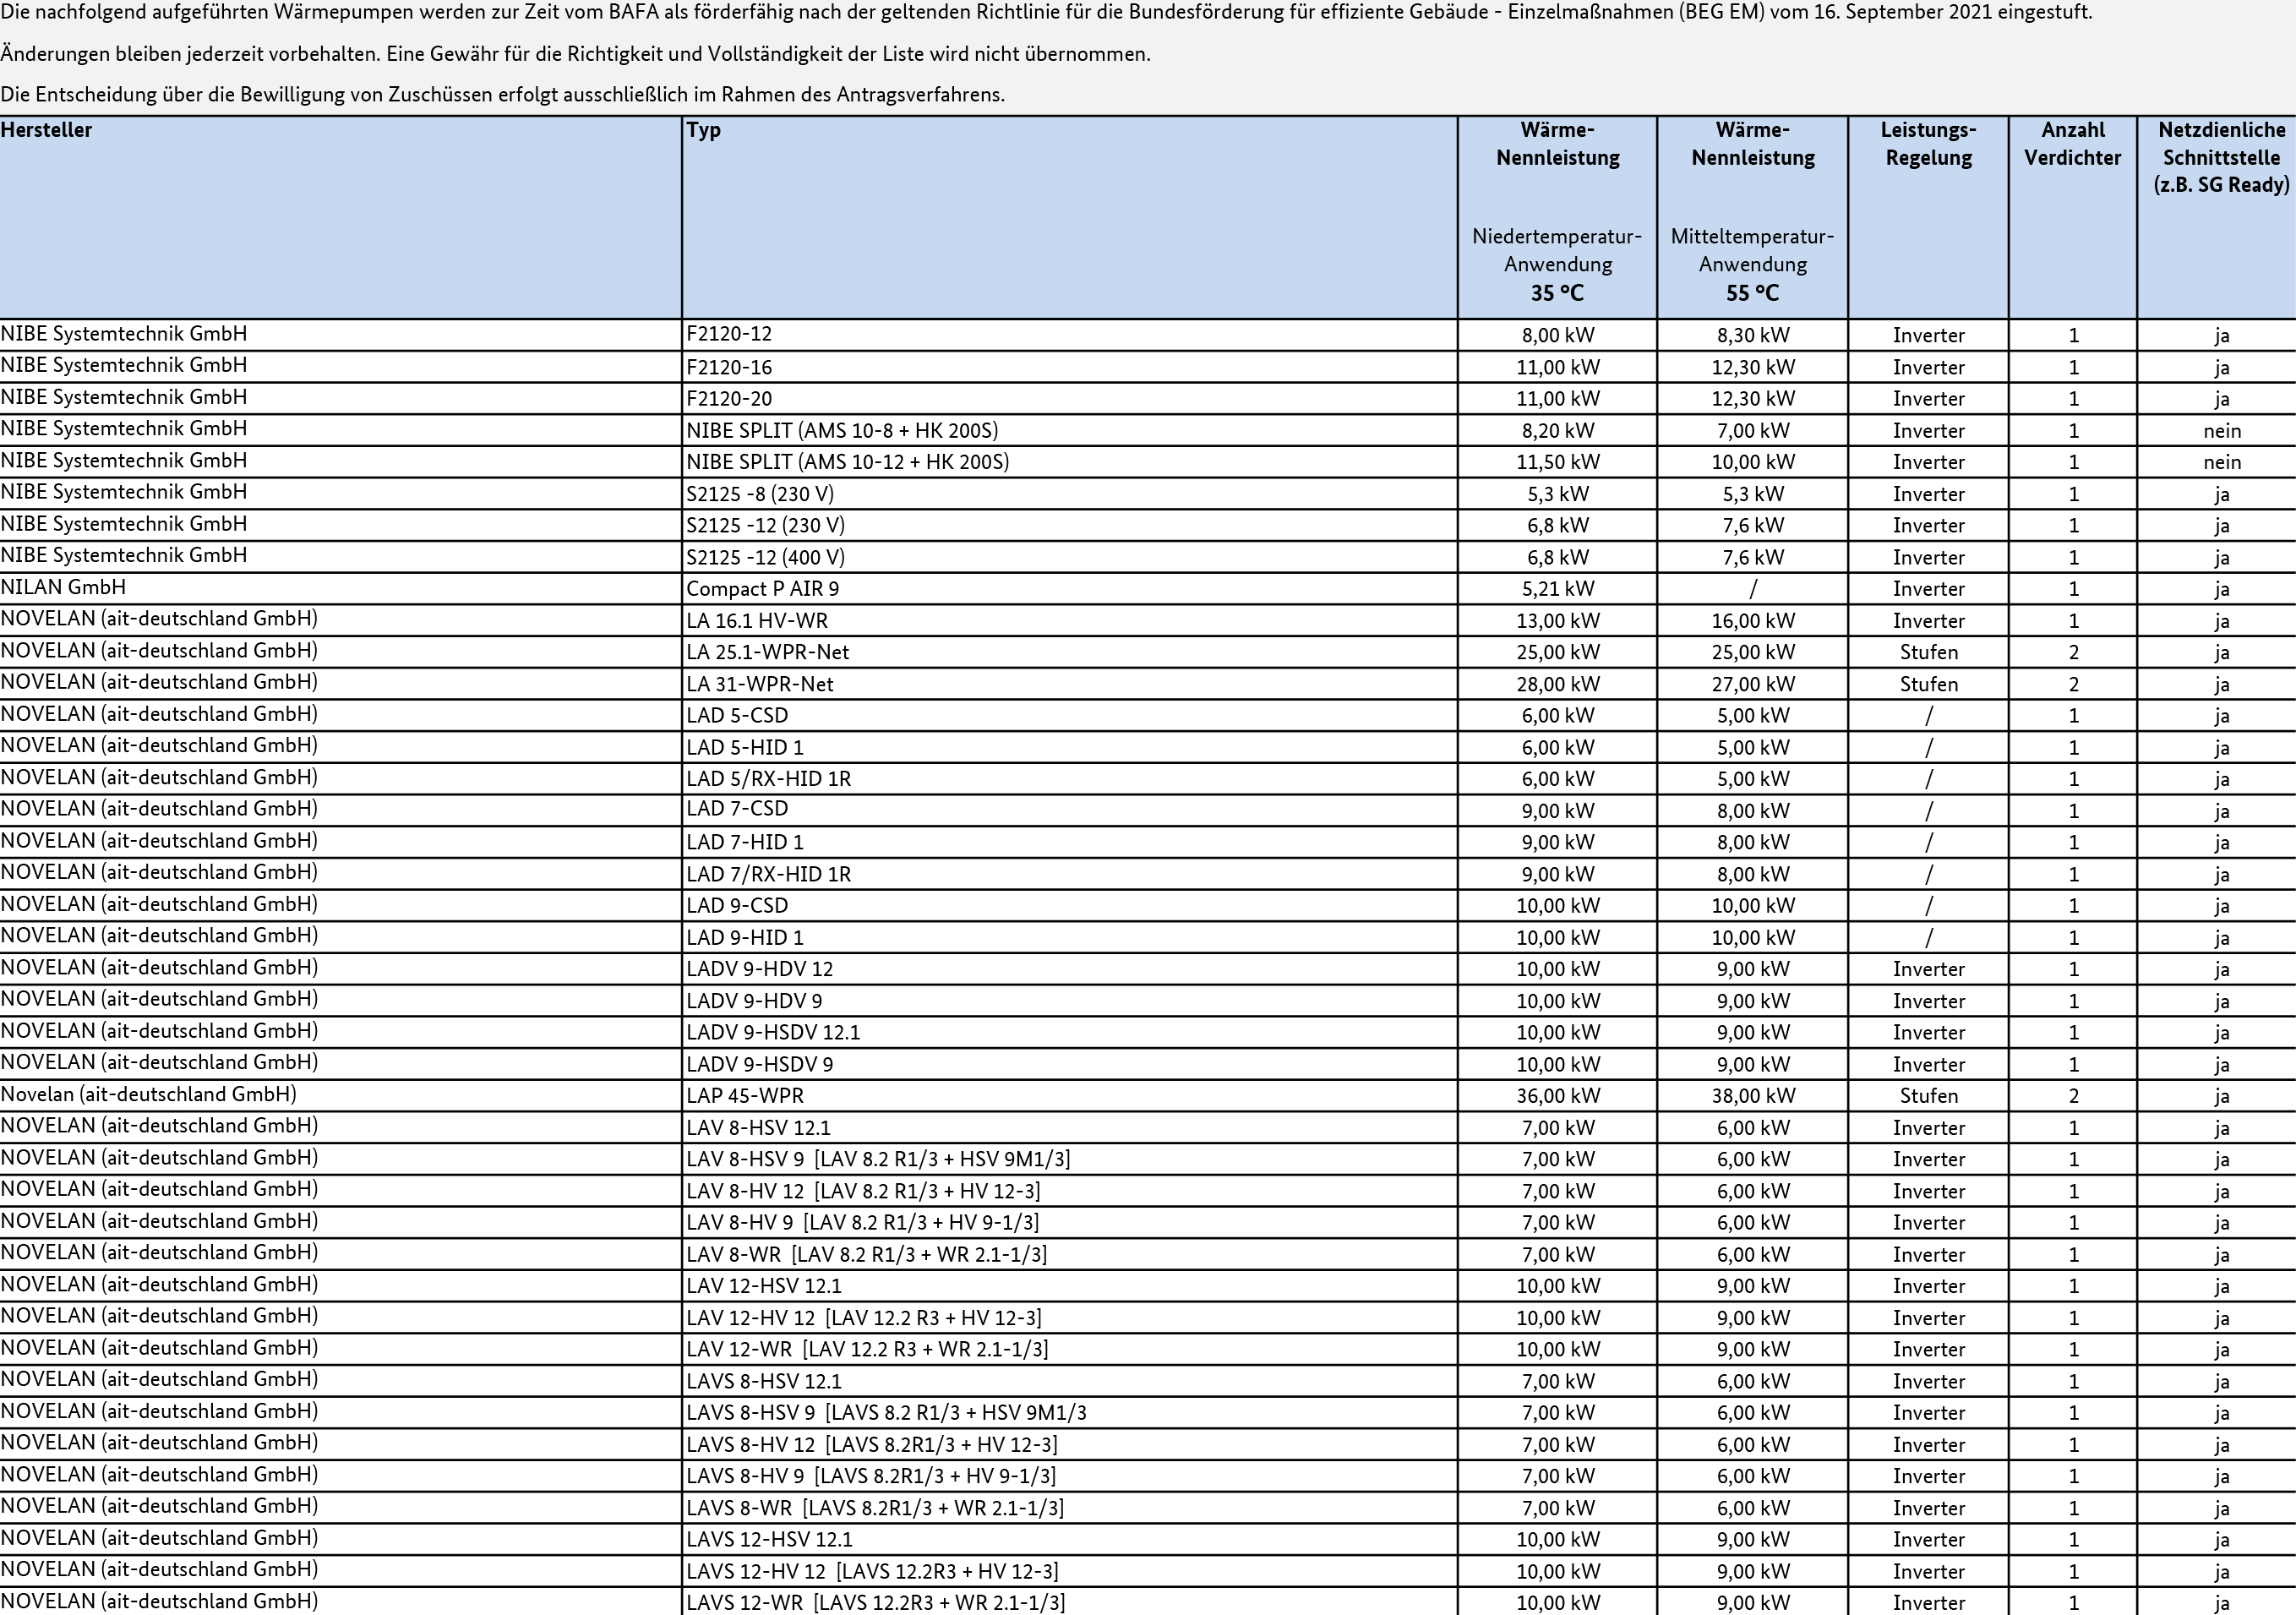 Die nachfolgend aufgeführten Wärmepumpen werden zur Zeit vom BAFA als förderfähig nach der geltenden Richtlinie für die Bundesförderung für effiziente Gebäude - Einzelmaßnahmen (BEG EM) vom 16. September 2021 eingestuft.
Änderungen bleiben jederzeit vorbehalten. Eine Gewähr für die Richtigkeit und Vollständigkeit der Liste wird nicht übernommen.
Die Entscheidung über die Bewilligung von Zuschüssen erfolgt ausschließlich im Rahmen des Antragsverfahrens.
Hersteller Typ Wärme- Wärme- Leistungs- Anzahl Netzdienliche
Nennleistung Nennleistung Regelung Verdichter Schnittstelle
(z.B. SG Ready)
Niedertemperatur- Mitteltemperatur-
Anwendung Anwendung
35 °C 55 °C
NIBE Systemtechnik GmbH F2120-12 8,00 kW 8,30 kW Inverter 1 ja
NIBE Systemtechnik GmbH F2120-16 11,00 kW 12,30 kW Inverter 1 ja
NIBE Systemtechnik GmbH F2120-20 11,00 kW 12,30 kW Inverter 1 ja
NIBE Systemtechnik GmbH NIBE SPLIT (AMS 10-8 + HK 200S) 8,20 kW 7,00 kW Inverter 1 nein
NIBE Systemtechnik GmbH NIBE SPLIT (AMS 10-12 + HK 200S) 11,50 kW 10,00 kW Inverter 1 nein
NIBE Systemtechnik GmbH S2125 -8 (230 V) 5,3 kW 5,3 kW Inverter 1 ja
NIBE Systemtechnik GmbH S2125 -12 (230 V) 6,8 kW 7,6 kW Inverter 1 ja
NIBE Systemtechnik GmbH S2125 -12 (400 V) 6,8 kW 7,6 kW Inverter 1 ja
NILAN GmbH Compact P AIR 9 5,21 kW / Inverter 1 ja
NOVELAN (ait-deutschland GmbH) LA 16.1 HV-WR 13,00 kW 16,00 kW Inverter 1 ja
NOVELAN (ait-deutschland GmbH) LA 25.1-WPR-Net 25,00 kW 25,00 kW Stufen 2 ja
NOVELAN (ait-deutschland GmbH) LA 31-WPR-Net 28,00 kW 27,00 kW Stufen 2 ja
NOVELAN (ait-deutschland GmbH) LAD 5-CSD 6,00 kW 5,00 kW / 1 ja
NOVELAN (ait-deutschland GmbH) LAD 5-HID 1 6,00 kW 5,00 kW / 1 ja
NOVELAN (ait-deutschland GmbH) LAD 5/RX-HID 1R 6,00 kW 5,00 kW / 1 ja
NOVELAN (ait-deutschland GmbH) LAD 7-CSD 9,00 kW 8,00 kW / 1 ja
NOVELAN (ait-deutschland GmbH) LAD 7-HID 1 9,00 kW 8,00 kW / 1 ja
NOVELAN (ait-deutschland GmbH) LAD 7/RX-HID 1R 9,00 kW 8,00 kW / 1 ja
NOVELAN (ait-deutschland GmbH) LAD 9-CSD 10,00 kW 10,00 kW / 1 ja
NOVELAN (ait-deutschland GmbH) LAD 9-HID 1 10,00 kW 10,00 kW / 1 ja
NOVELAN (ait-deutschland GmbH) LADV 9-HDV 12 10,00 kW 9,00 kW Inverter 1 ja
NOVELAN (ait-deutschland GmbH) LADV 9-HDV 9 10,00 kW 9,00 kW Inverter 1 ja
NOVELAN (ait-deutschland GmbH) LADV 9-HSDV 12.1 10,00 kW 9,00 kW Inverter 1 ja
NOVELAN (ait-deutschland GmbH) LADV 9-HSDV 9 10,00 kW 9,00 kW Inverter 1 ja
Novelan (ait-deutschland GmbH) LAP 45-WPR 36,00 kW 38,00 kW Stufen 2 ja
NOVELAN (ait-deutschland GmbH) LAV 8-HSV 12.1 7,00 kW 6,00 kW Inverter 1 ja
NOVELAN (ait-deutschland GmbH) LAV 8-HSV 9 [LAV 8.2 R1/3 + HSV 9M1/3] 7,00 kW 6,00 kW Inverter 1 ja
NOVELAN (ait-deutschland GmbH) LAV 8-HV 12 [LAV 8.2 R1/3 + HV 12-3] 7,00 kW 6,00 kW Inverter 1 ja
NOVELAN (ait-deutschland GmbH) LAV 8-HV 9 [LAV 8.2 R1/3 + HV 9-1/3] 7,00 kW 6,00 kW Inverter 1 ja
NOVELAN (ait-deutschland GmbH) LAV 8-WR [LAV 8.2 R1/3 + WR 2.1-1/3] 7,00 kW 6,00 kW Inverter 1 ja
NOVELAN (ait-deutschland GmbH) LAV 12-HSV 12.1 10,00 kW 9,00 kW Inverter 1 ja
NOVELAN (ait-deutschland GmbH) LAV 12-HV 12 [LAV 12.2 R3 + HV 12-3] 10,00 kW 9,00 kW Inverter 1 ja
NOVELAN (ait-deutschland GmbH) LAV 12-WR [LAV 12.2 R3 + WR 2.1-1/3] 10,00 kW 9,00 kW Inverter 1 ja
NOVELAN (ait-deutschland GmbH) LAVS 8-HSV 12.1 7,00 kW 6,00 kW Inverter 1 ja
NOVELAN (ait-deutschland GmbH) LAVS 8-HSV 9 [LAVS 8.2 R1/3 + HSV 9M1/3 7,00 kW 6,00 kW Inverter 1 ja
NOVELAN (ait-deutschland GmbH) LAVS 8-HV 12 [LAVS 8.2R1/3 + HV 12-3] 7,00 kW 6,00 kW Inverter 1 ja
NOVELAN (ait-deutschland GmbH) LAVS 8-HV 9 [LAVS 8.2R1/3 + HV 9-1/3] 7,00 kW 6,00 kW Inverter 1 ja
NOVELAN (ait-deutschland GmbH) LAVS 8-WR [LAVS 8.2R1/3 + WR 2.1-1/3] 7,00 kW 6,00 kW Inverter 1 ja
NOVELAN (ait-deutschland GmbH) LAVS 12-HSV 12.1 10,00 kW 9,00 kW Inverter 1 ja
NOVELAN (ait-deutschland GmbH) LAVS 12-HV 12 [LAVS 12.2R3 + HV 12-3] 10,00 kW 9,00 kW Inverter 1 ja
NOVELAN (ait-deutschland GmbH) LAVS 12-WR [LAVS 12.2R3 + WR 2.1-1/3] 10,00 kW 9,00 kW Inverter 1 ja